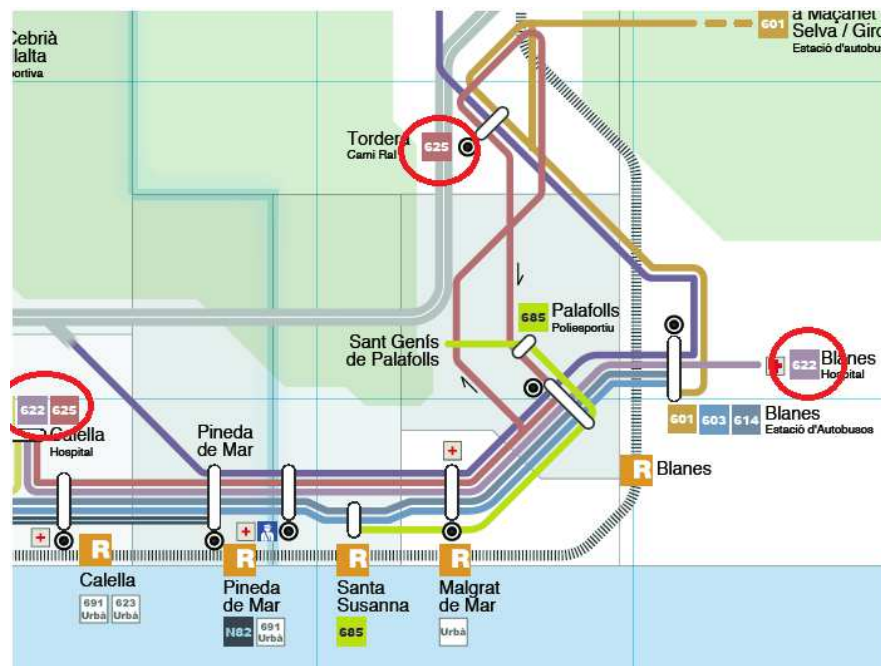 601
a Maçanet
Selva / Giro
Estació d'autobu
Cebrià
lalta
portiva
Tordera
Camí Ral
625
685
Palafolls
Poliesportiu
Sant Genís
de Palafolls
622
Blanes
Hospital
622 625
Calella
Hospital
Pineda
de Mar
601 603 614
Blanes
Estació d'Autobusos
R Blanes
R
Calella
691
Urbà
623
Urbà
R
Pineda
de Mar
N82
691
Urbà
R
Santa
Susanna
685
R
Malgrat
de Mar
Urbà